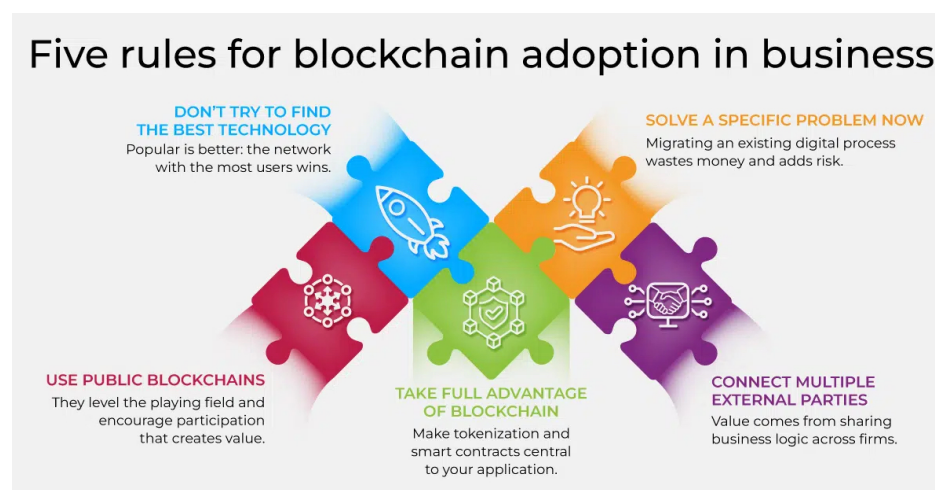 Five rules for blockchain adoption in business
DON'T TRY TO FIND
THE BEST TECHNOLOGY
Popular is better: the network
with the most users wins.
SOLVE A SPECIFIC PROBLEM NOW
Migrating an existing digital process
wastes money and adds risk.
USE PUBLIC BLOCKCHAINS
They level the playing field and
encourage participation
that creates value.
TAKE FULL ADVANTAGE
OF BLOCKCHAIN
Make tokenization and
smart contracts central
to your application.
CONNECT MULTIPLE
EXTERNAL PARTIES
Value comes from sharing
business logic across firms.